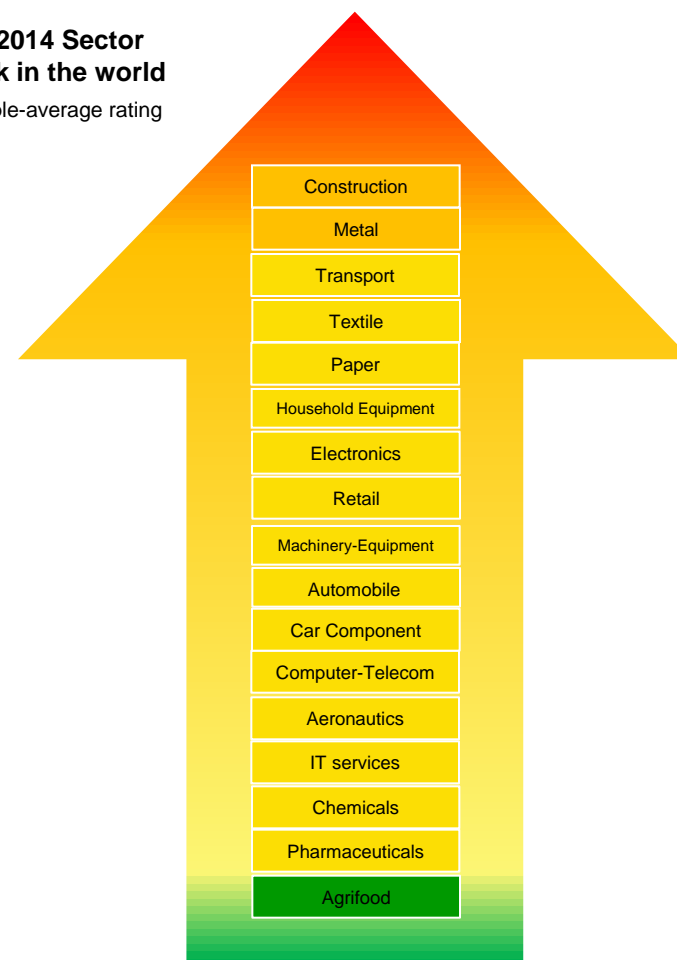 2014 Sector
k in the world
le-average rating
Construction
Metal
Transport
Textile
Paper
Household Equipment
Electronics
Retail
Machinery-Equipment
Automobile
Car Component
Computer-Telecom
Aeronautics
IT services
Chemicals
Pharmaceuticals
Agrifood